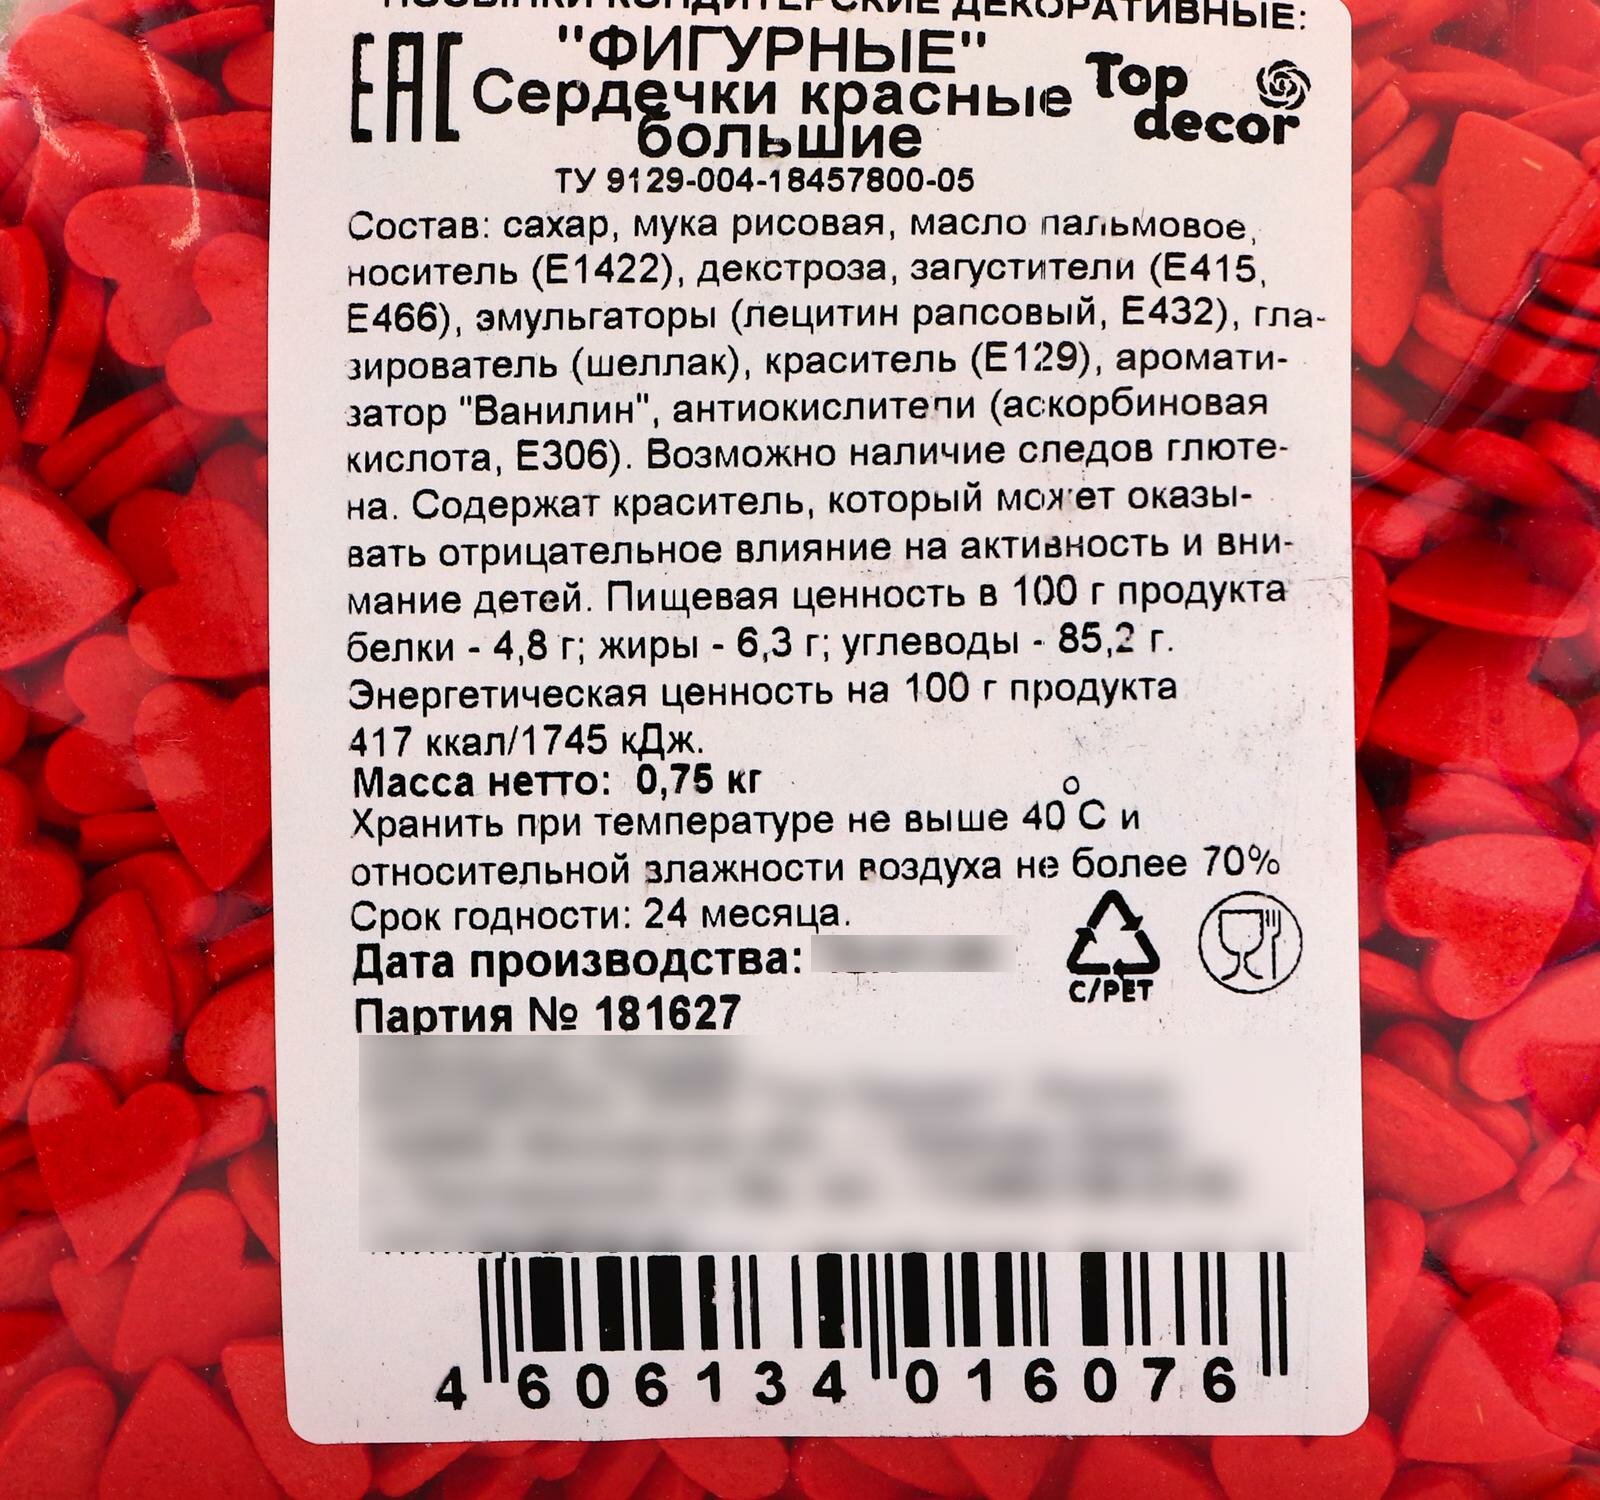 ПОСЫПКИ КОНДИТЕРСКИЕ ДЕКОРАТИВНЫЕ:
"ФИГУРНЫЕ"
EAC
Сердечки красные
большие
Top
decor
ТУ 9129-004-18457800-05
Состав: сахар, мука рисовая, масло пальмовое,
носитель (Е1422), декстроза, загустители (Е415,
Е466), эмульгаторы (лецитин рапсовый, Е432), гла-
зирователь (шеллак), краситель (Е129), аромати-
затор "Ванилин", антиокислители (аскорбиновая
кислота, Е306). Возможно наличие следов глюте-
на. Содержат краситель, который может оказы-
вать отрицательное влияние на активность и вни-
мание детей. Пищевая ценность в 100 г продукта
белки - 4,8 г; жиры - 6,3 г; углеводы - 85,2 г.
Энергетическая ценность на 100 г продукта
417 ккал/1745 кДж.
Масса нетто: 0,75 кг
Хранить при температуре не выше 40°С и
относительной влажности воздуха не более 70%
Срок годности: 24 месяца.
Дата производства:
Партия № 181627
C/PET
4 606134 016076